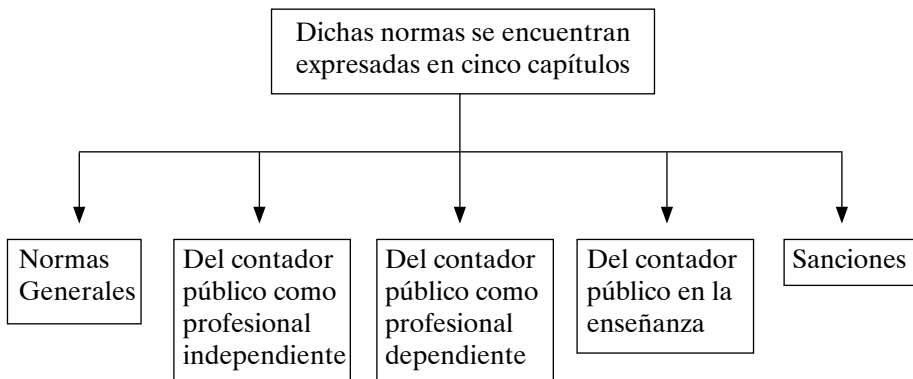 Dichas normas se encuentran
expresadas en cinco capítulos
Normas
Generales
Del contador
público como
profesional
independiente
Del contador
público como
profesional
dependiente
Del contador
público en la
enseñanza
Sanciones